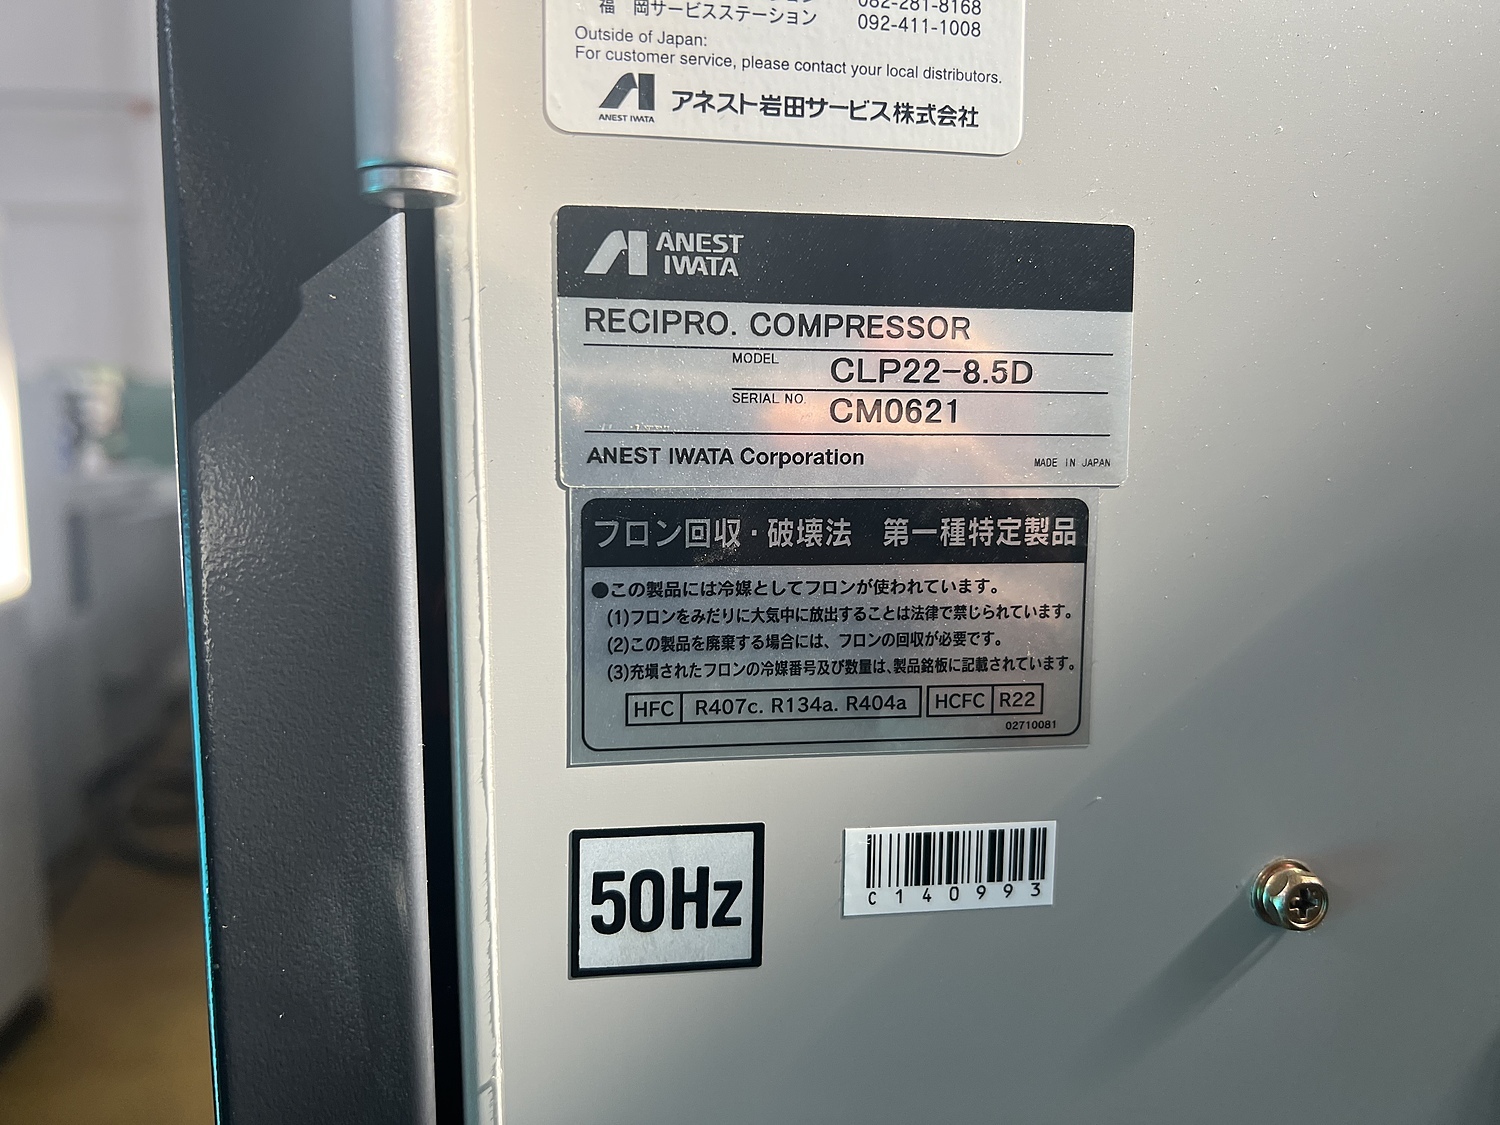 082-281-8168
福 岡サービスステーション 092-411-1008
Outside of Japan:
For customer service, please contact your local distributors.
ANEST IWATA
アネスト岩田サービス株式会社
ANEST
IWATA
RECIPRO. COMPRESSOR
MODEL CLP22-8.5D
SERIAL NO. CM0621
ANEST IWATA Corporation MADE IN JAPAN
フロン回収・破壊法 第一種特定製品
●この製品には冷媒としてフロンが使われています。
(1)フロンをみだりに大気中に放出することは法律で禁じられています。
(2)この製品を廃棄する場合には、フロンの回収が必要です。
(3)充塡されたフロンの冷媒番号及び数量は、製品銘板に記載されています。
HFC R407c. R134a. R404a HCFC R22
02710081
50Hz
C140993